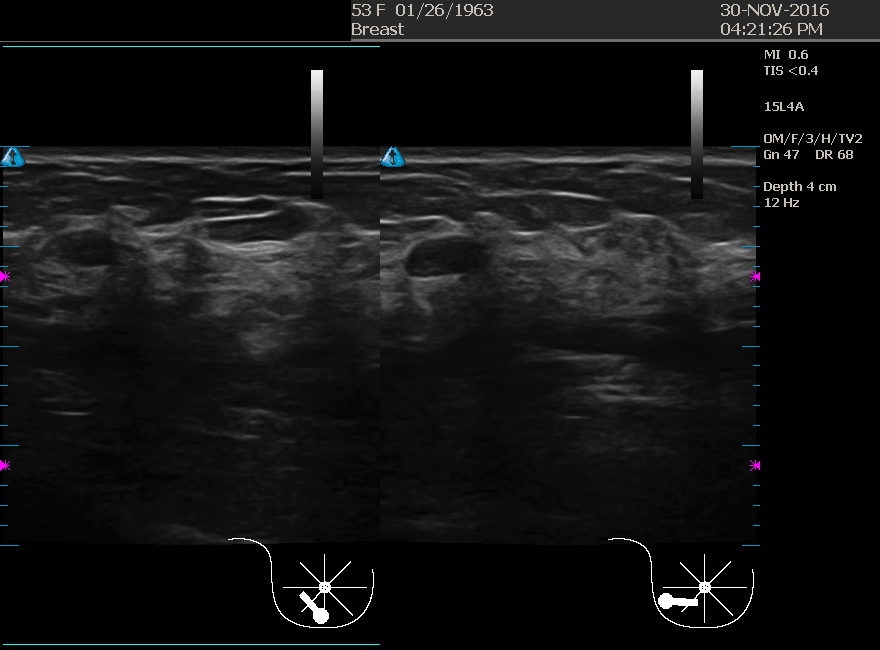 53 F 01/26/1963 30-NOV-2016
Breast 04:21:26 PM
MI 0.6
TIS <0.4
15L4A
OM/F/3/H/TV2
Gn 47 DR 68
Depth 4 cm
12 Hz